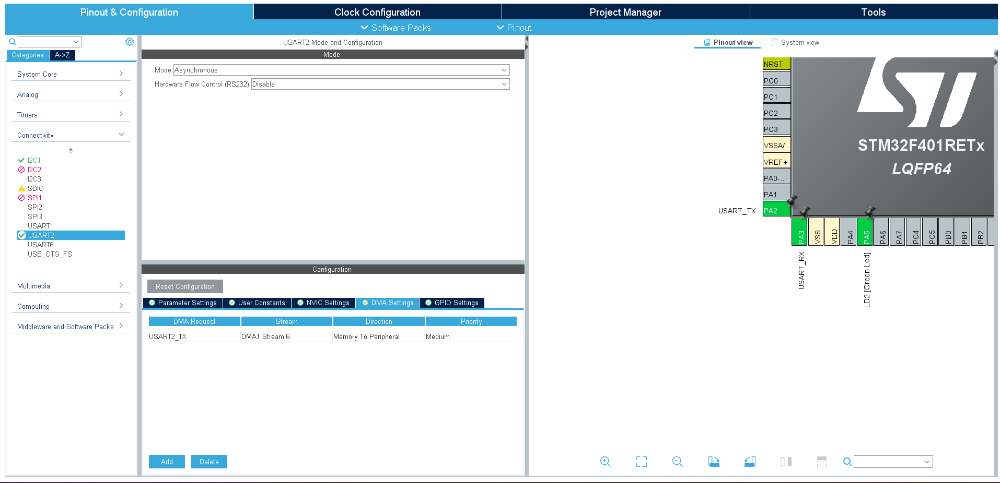 Pinout & Configuration
Clock Configuration
Project Manager
Tools
Software Packs
Pinout
Categories
A->Z
System Core
Analog
Timers
Connectivity
I2C1
I2C2
I2C3
SDIO
SPI1
SPI2
SPI3
USART1
USART2
USART6
USB_OTG_FS
Multimedia
Computing
Middleware and Software Packs
USART2 Mode and Configuration
Mode
Mode Asynchronous
Hardware Flow Control (RS232) Disable
Configuration
Reset Configuration
Parameter Settings
User Constants
NVIC Settings
DMA Settings
GPIO Settings
DMA Request Stream Direction Priority
USART2_TX DMA1 Stream 6 Memory To Peripheral Medium
Add
Delete
Pinout view
System view
NRST
PC0
PC1
PC2
PC3
VSSA/..
VREF+
PA0-..
PA1
USART_TX PA2
ST
STM32F401RETx
LQFP64
PA3
VSS
VDD
PA4
PA5
PA6
PA7
PC4
PC5
PB0
PB1
PB2
USART_RX
LD2 [Green Led]